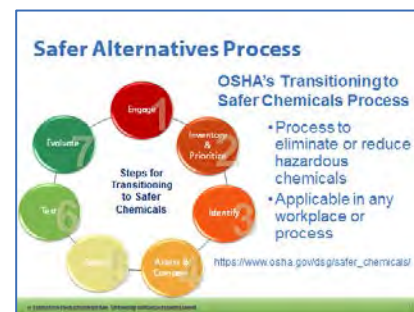 Safer Alternatives Process
OSHA's Transitioning to
Safer Chemicals Process
• Process to
eliminate or reduce
hazardous
chemicals
• Applicable in any
workplace or
process
https://www.osha.gov/dsg/safer_chemicals/
Steps for
Transitioning
to Safer
Chemicals
1
Engage
2
Inventory
&
Prioritize
3
Identify
4
Assess &
Compare
5
6
Test
7
Evaluate